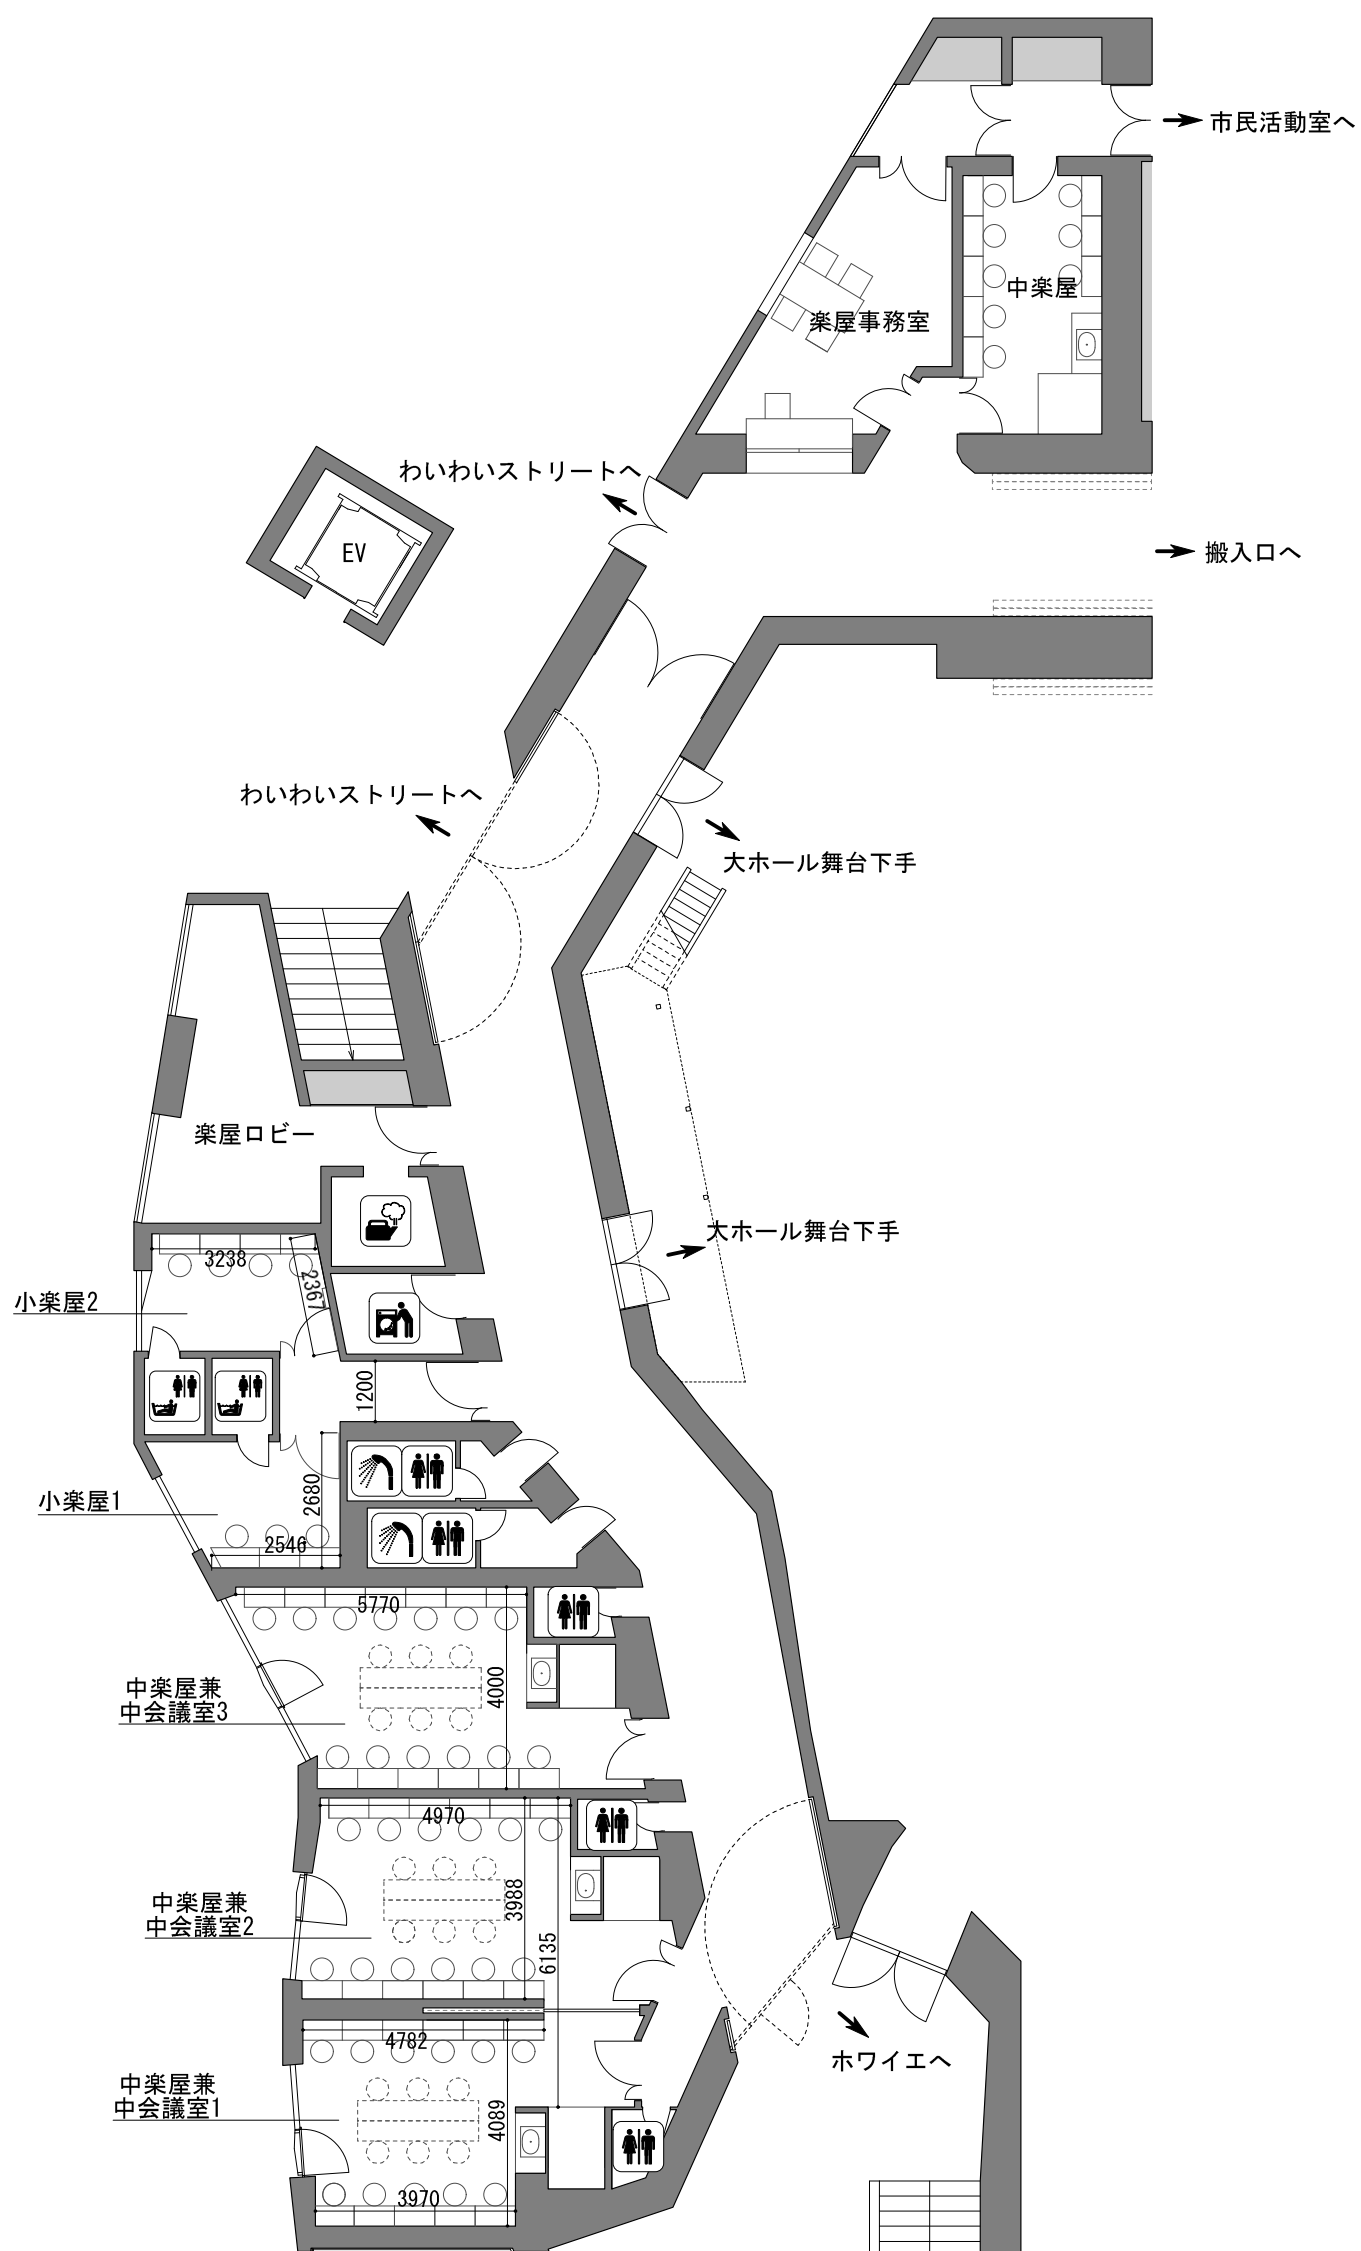 市民活動室へ
中楽屋
楽屋事務室
わいわいストリートへ
EV
搬入口へ
わいわいストリートへ
大ホール舞台下手
楽屋ロビー
大ホール舞台下手
3238
2367
小楽屋2
1200
小楽屋1
2680
2546
5770
4000
中楽屋兼
中会議室3
4970
3988
中楽屋兼
中会議室2
6135
4782
ホワイエへ
中楽屋兼
中会議室1
4089
3970